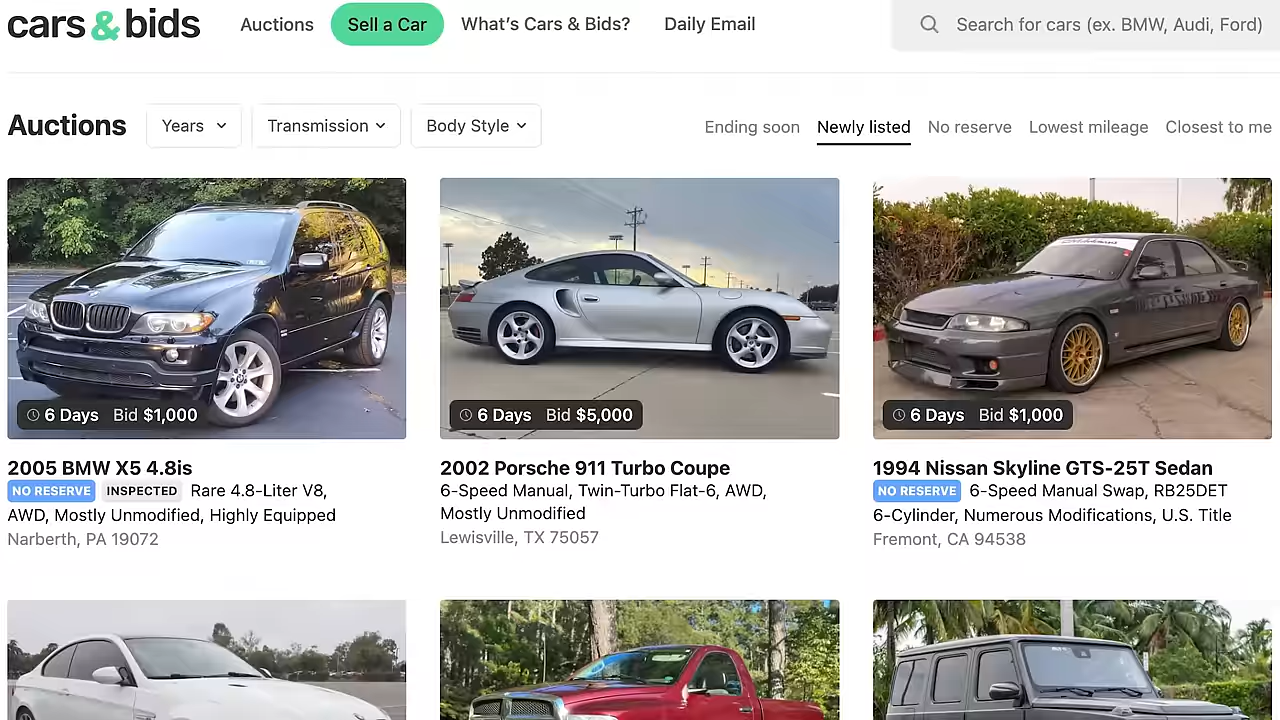 cars & bids
Auctions
Sell a Car
What's Cars & Bids?
Daily Email
Search for cars (ex. BMW, Audi, Ford)
Auctions
Years
Transmission
Body Style
Ending soon
Newly listed
No reserve
Lowest mileage
Closest to me
6 Days Bid $1,000
2005 BMW X5 4.8is
NO RESERVE INSPECTED Rare 4.8-Liter V8,
AWD, Mostly Unmodified, Highly Equipped
Narberth, PA 19072
6 Days Bid $5,000
2002 Porsche 911 Turbo Coupe
6-Speed Manual, Twin-Turbo Flat-6, AWD,
Mostly Unmodified
Lewisville, TX 75057
6 Days Bid $1,000
1994 Nissan Skyline GTS-25T Sedan
NO RESERVE 6-Speed Manual Swap, RB25DET
6-Cylinder, Numerous Modifications, U.S. Title
Fremont, CA 94538